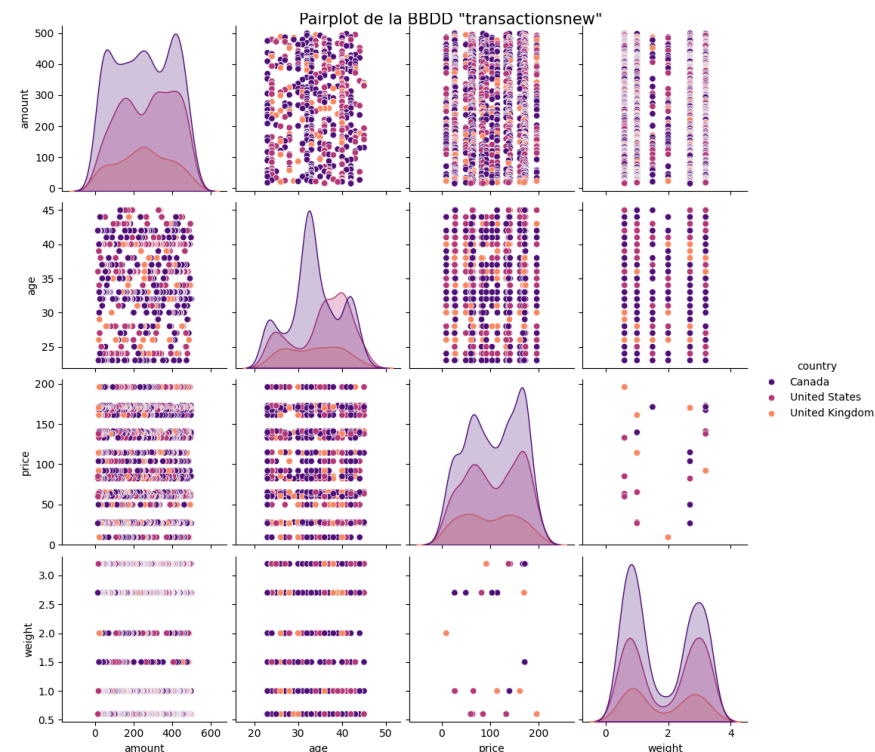 Pairplot de la BBDD "transactionsnew"
500
400
300
200
100
0
amount
45
40
35
30
25
age
200
150
100
50
0
price
3.0
2.5
2.0
1.5
1.0
0.5
weight
0 200 400 600
amount
20 30 40 50
age
0 100 200
price
0 2 4
weight
country
Canada
United States
United Kingdom